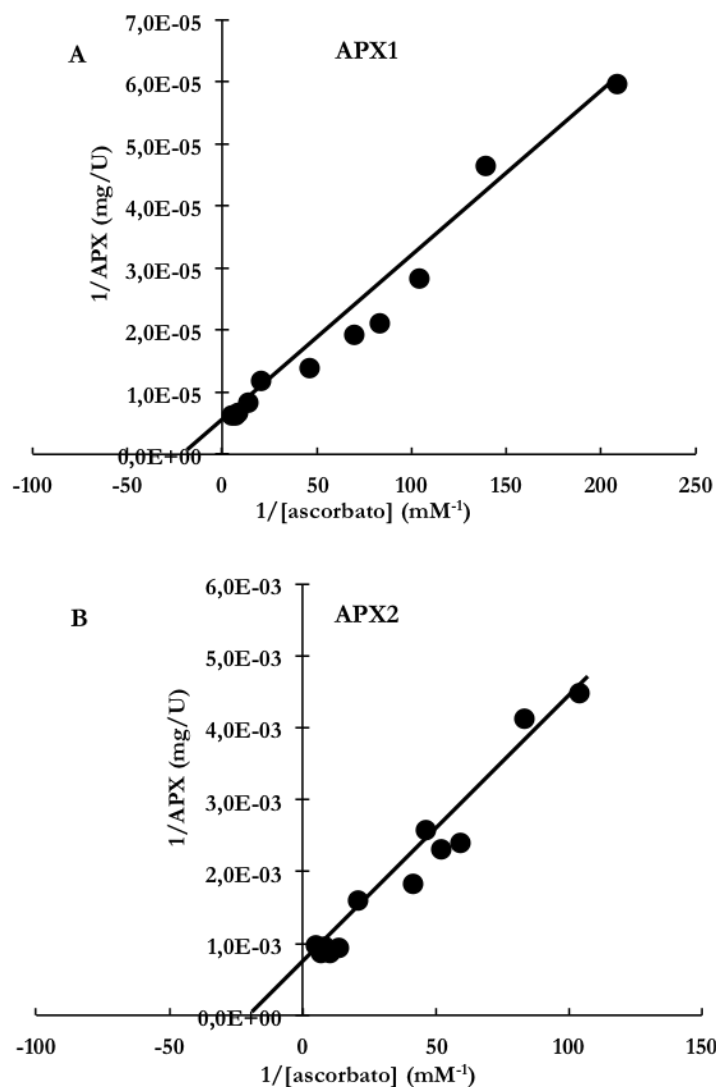 A
APX1
7,0E-05
6,0E-05
5,0E-05
4,0E-05
3,0E-05
2,0E-05
1,0E-05
0,0E+00
1/APX (mg/U)
-100 -50 0 50 100 150 200 250
1/[ascorbato] (mM⁻¹)
B
APX2
6,0E-03
5,0E-03
4,0E-03
3,0E-03
2,0E-03
1,0E-03
0,0E+00
1/APX (mg/U)
-100 -50 0 50 100 150
1/[ascorbato] (mM⁻¹)